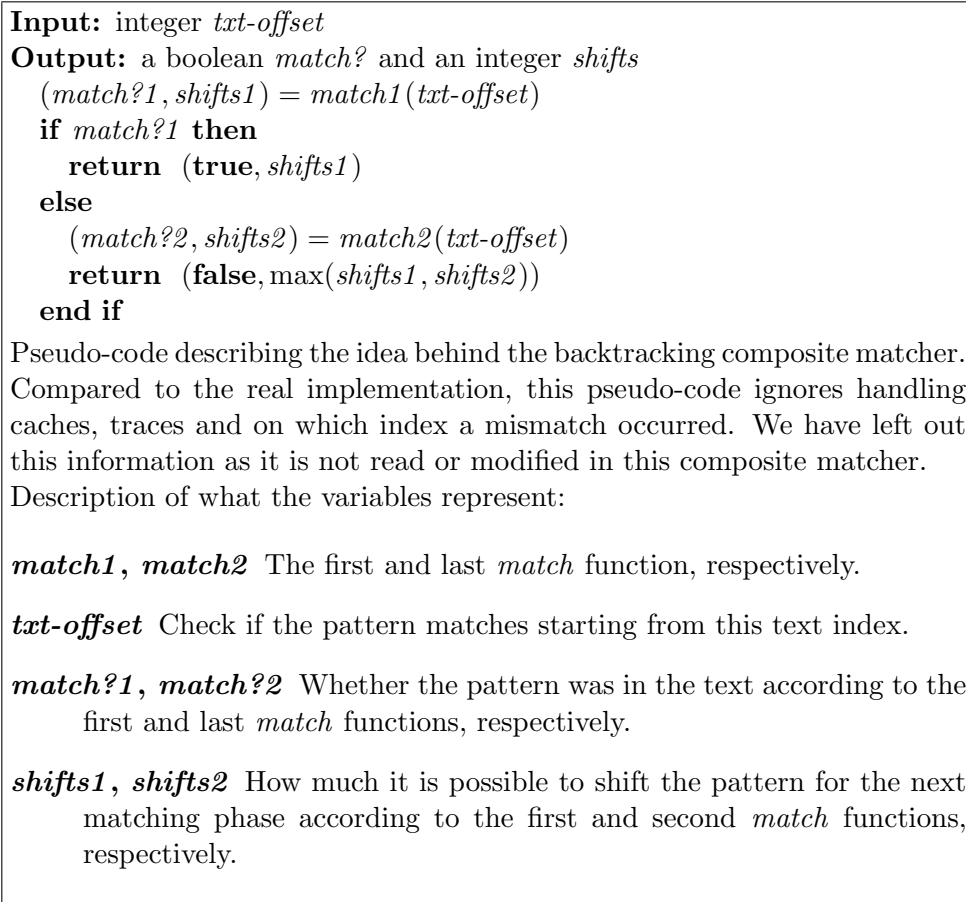 Input: integer txt-offset
Output: a boolean match? and an integer shifts
(match?1, shifts1) = match1(txt-offset)
if match?1 then
return (true, shifts1)
else
(match?2, shifts2) = match2(txt-offset)
return (false, max(shifts1, shifts2))
end if
Pseudo-code describing the idea behind the backtracking composite matcher.
Compared to the real implementation, this pseudo-code ignores handling
caches, traces and on which index a mismatch occurred. We have left out
this information as it is not read or modified in this composite matcher.
Description of what the variables represent:
match1, match2 The first and last match function, respectively.
txt-offset Check if the pattern matches starting from this text index.
match?1, match?2 Whether the pattern was in the text according to the
first and last match functions, respectively.
shifts1, shifts2 How much it is possible to shift the pattern for the next
matching phase according to the first and second match functions,
respectively.